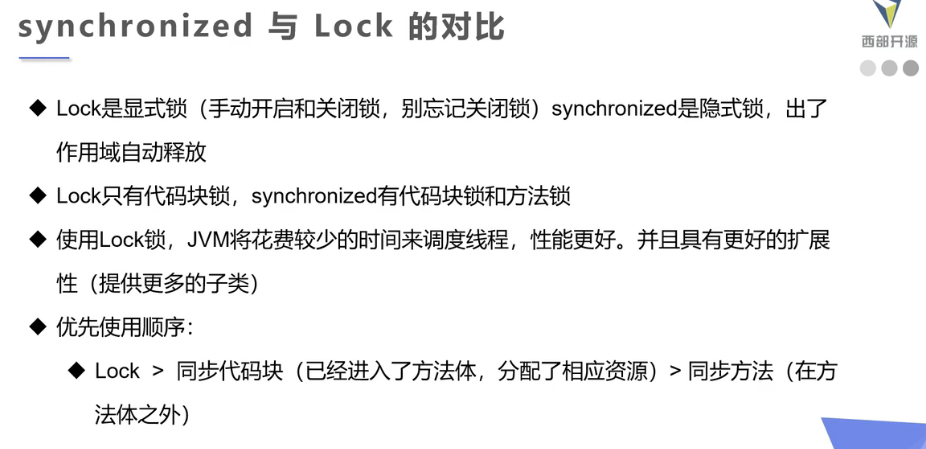 synchronized 与 Lock 的对比
西部开源
Lock是显式锁（手动开启和关闭锁，别忘记关闭锁）synchronized是隐式锁，出了
作用域自动释放
Lock只有代码块锁，synchronized有代码块锁和方法锁
使用Lock锁，JVM将花费较少的时间来调度线程，性能更好。并且具有更好的扩展
性（提供更多的子类）
优先使用顺序：
Lock > 同步代码块（已经进入了方法体，分配了相应资源）> 同步方法（在方
法体之外）